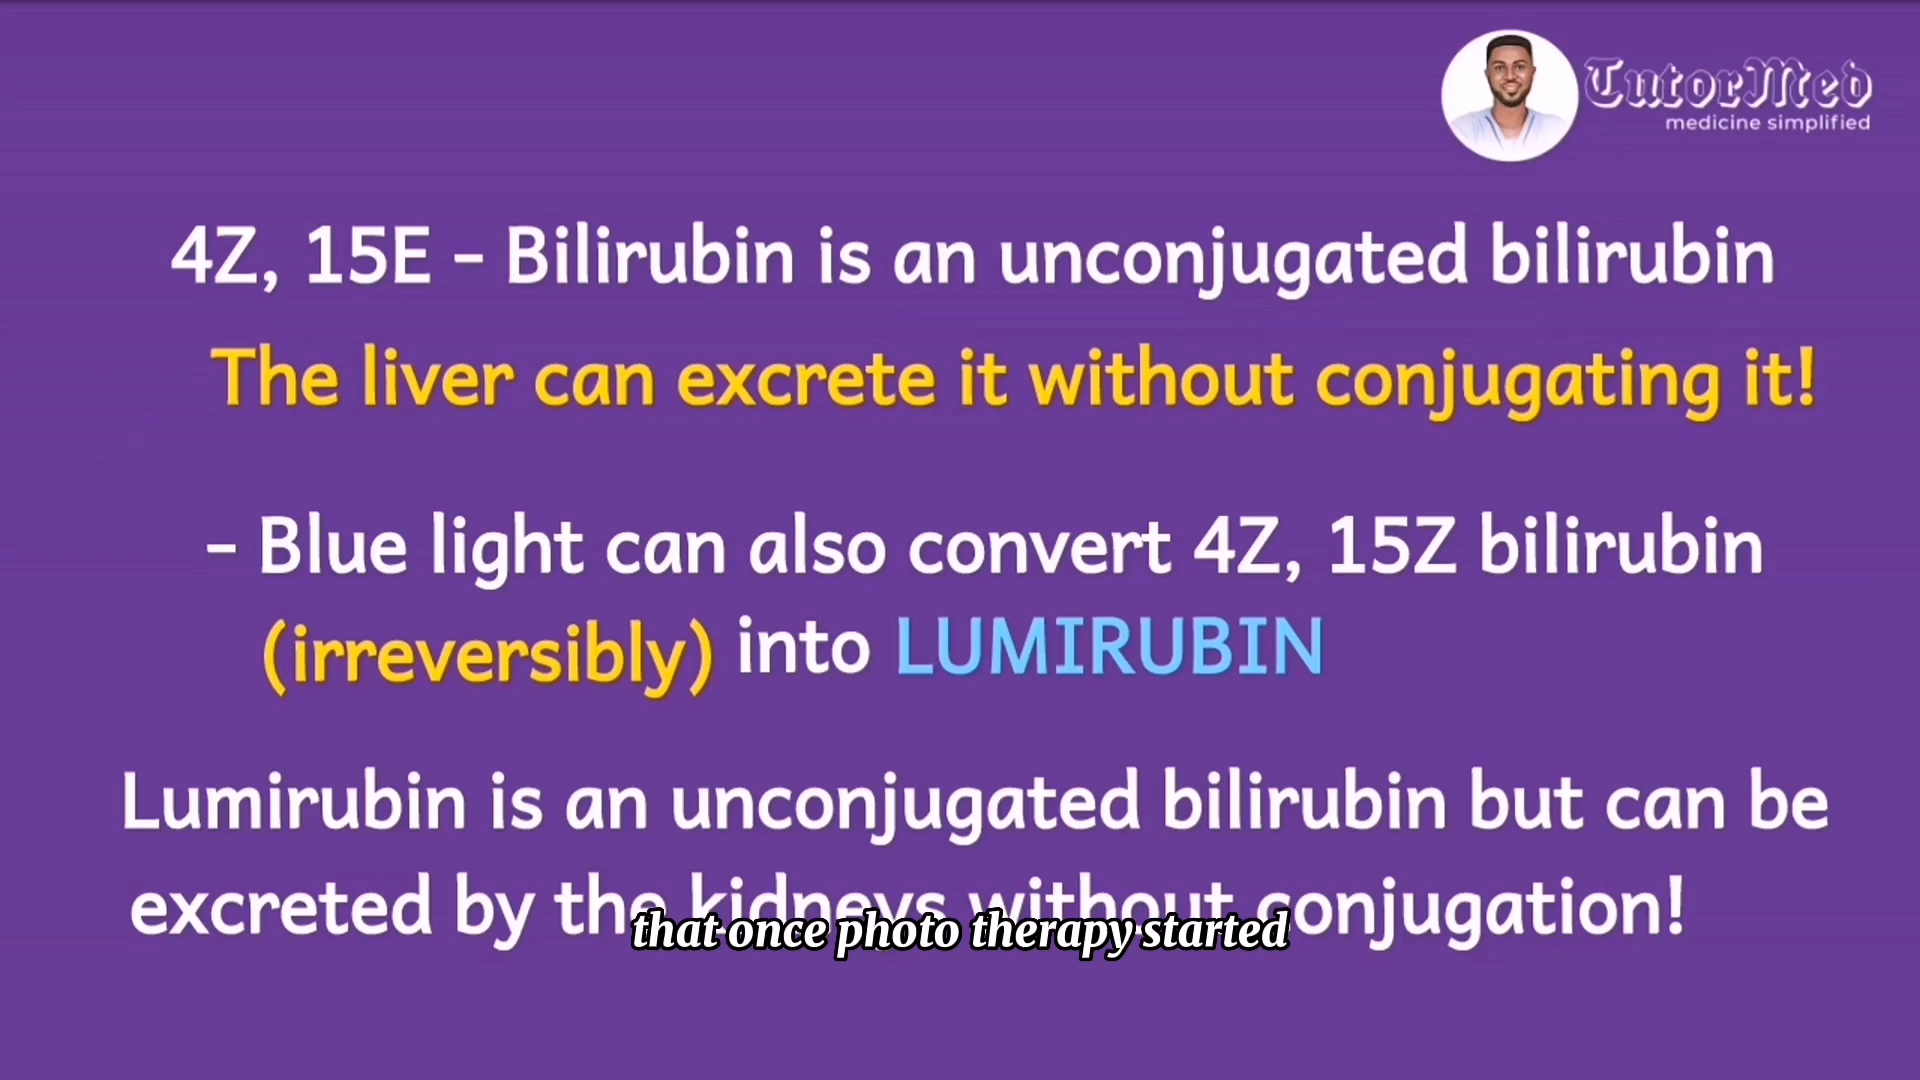 TutorMed
medicine simplified
4Z, 15E - Bilirubin is an unconjugated bilirubin
The liver can excrete it without conjugating it!
- Blue light can also convert 4Z, 15Z bilirubin
(irreversibly) into LUMIRUBIN
Lumirubin is an unconjugated bilirubin but can be
excreted by the kidneys without conjugation!
that once photo therapy started